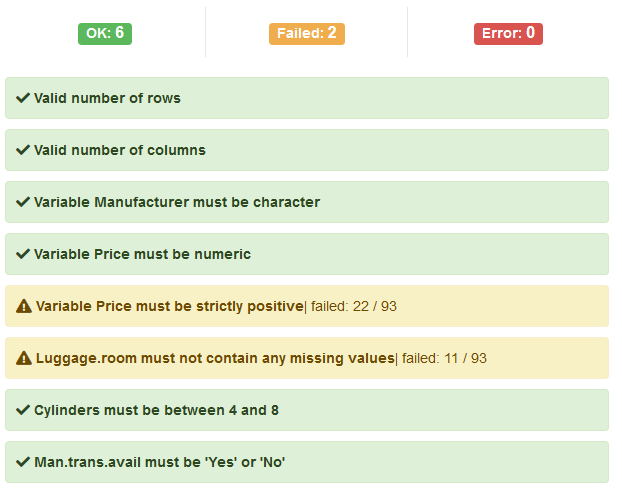 OK: 6
Failed: 2
Error: 0
Valid number of rows
Valid number of columns
Variable Manufacturer must be character
Variable Price must be numeric
Variable Price must be strictly positive| failed: 22 / 93
Luggage.room must not contain any missing values| failed: 11 / 93
Cylinders must be between 4 and 8
Man.trans.avail must be 'Yes' or 'No'